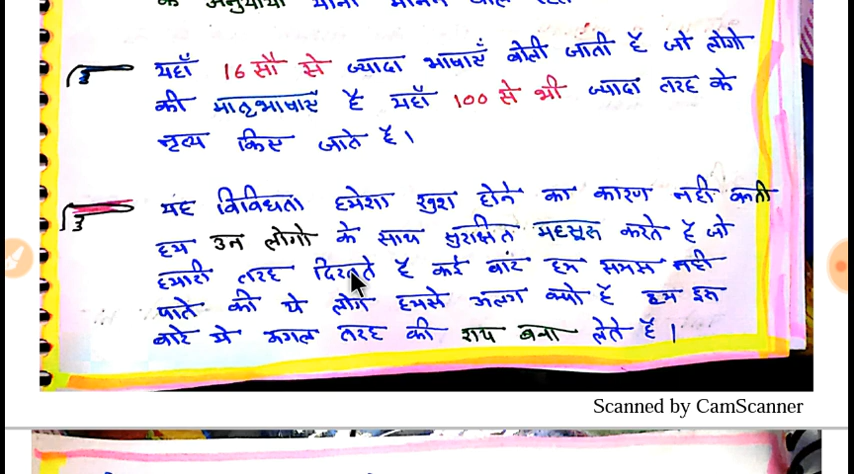 के अनुयायी
यहाँ 16 सौ से ज्यादा भाषाएँ बोली जाती है जो लोगो
की मातृभाषाएं है यहाँ 100 से भी ज्यादा तरह के
नृत्य किए जाते है।
यह विविधता हमेशा खुश होने का कारण नही बनती
हम उन लोगो के साथ सुरक्षित महसूस करते है जो
हमारी तरह दिखते है कई बार हम समझ नही
पाते की ये लोग हमसे अलग क्यो है हम इस
बारे मे तरह की राय बना लेते है।
Scanned by CamScanner